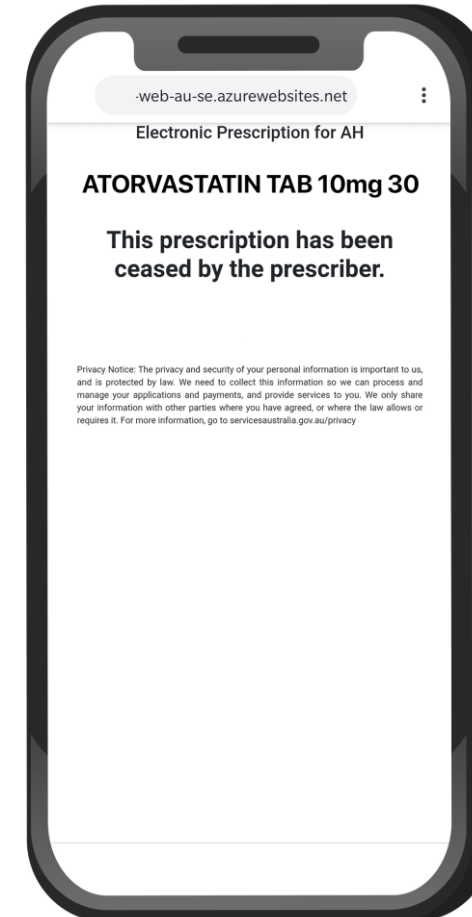 -web-au-se.azurewebsites.net
Electronic Prescription for AH
ATORVASTATIN TAB 10mg 30
This prescription has been
ceased by the prescriber.
Privacy Notice: The privacy and security of your personal information is important to us,
and is protected by law. We need to collect this information so we can process and
manage your applications and payments, and provide services to you. We only share
your information with other parties where you have agreed, or where the law allows or
requires it. For more information, go to servicesaustralia.gov.au/privacy